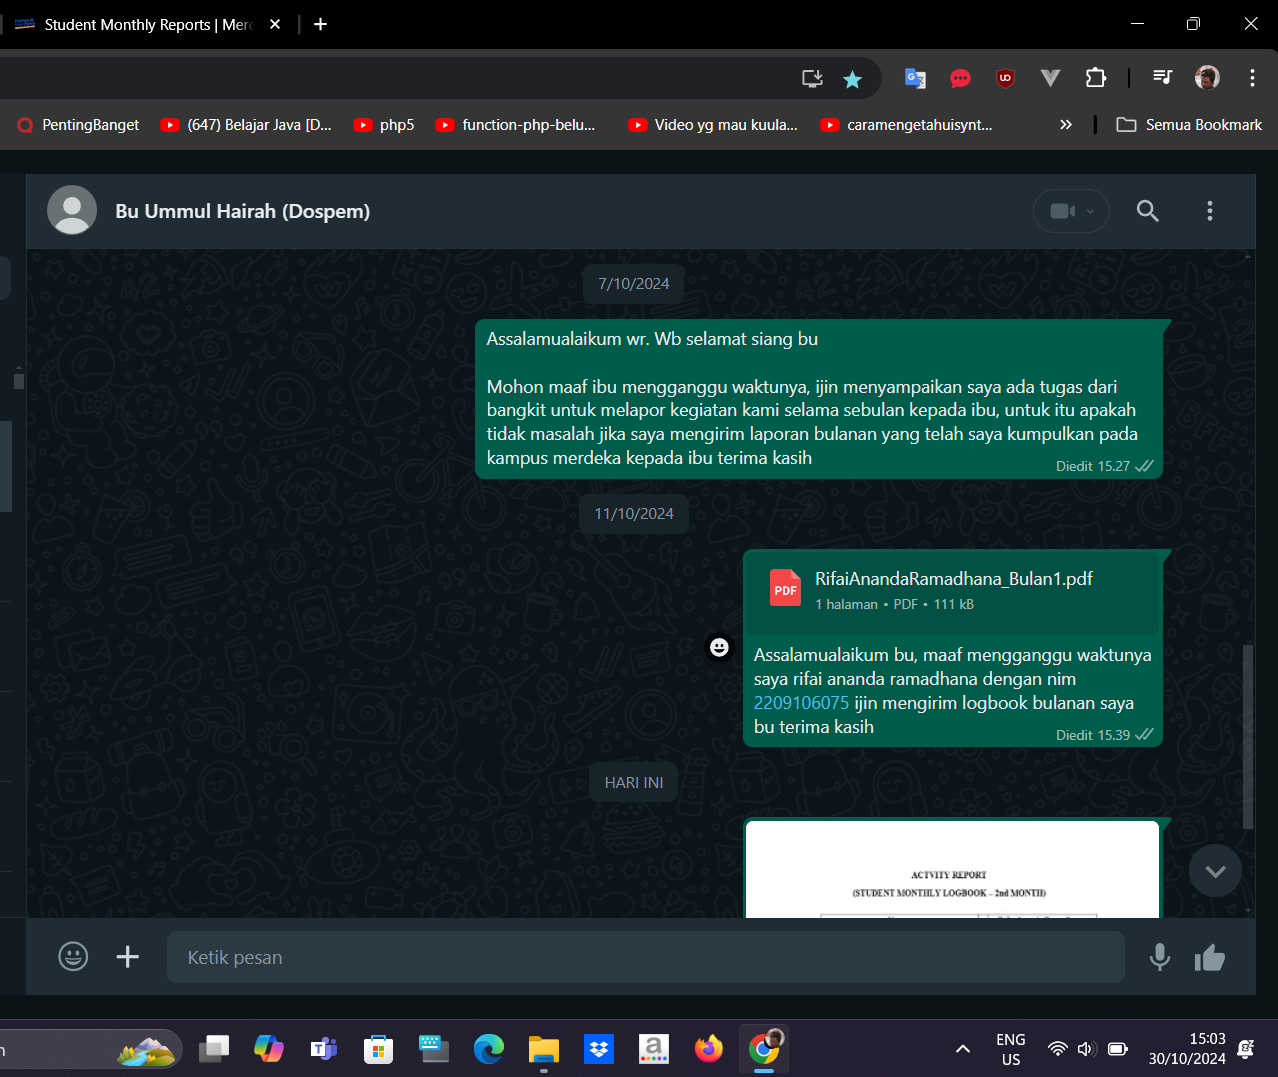 Student Monthly Reports | Merc
PentingBanget
(647) Belajar Java [D...
php5
function-php-belu...
Video yg mau kuula...
caramengetahuisynt...
Semua Bookmark
Bu Ummul Hairah (Dospem)
7/10/2024
Assalamualaikum wr. Wb selamat siang bu
Mohon maaf ibu mengganggu waktunya, ijin menyampaikan saya ada tugas dari
bangkit untuk melapor kegiatan kami selama sebulan kepada ibu, untuk itu apakah
tidak masalah jika saya mengirim laporan bulanan yang telah saya kumpulkan pada
kampus merdeka kepada ibu terima kasih
Diedit 15.27
11/10/2024
PDF
RifaiAnandaRamadhana_Bulan1.pdf
1 halaman • PDF • 111 kB
Assalamualaikum bu, maaf mengganggu waktunya
saya rifai ananda ramadhana dengan nim
2209106075 ijin mengirim logbook bulanan saya
bu terima kasih
Diedit 15.39
HARI INI
ACTVITY REPORT
(STUDENT MONTHLY LOGBOOK – 2nd MONTH)
Ketik pesan
ENG
US
15:03
30/10/2024